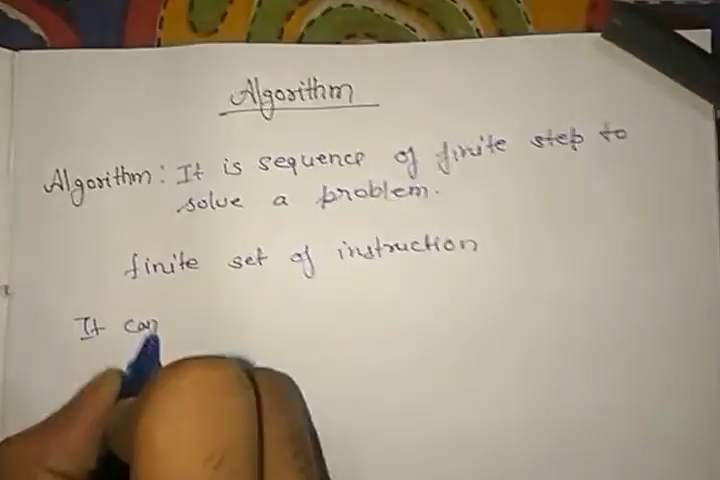 Algorithm
Algorithm: It is sequence of finite step to
solve a problem.
finite set of instruction
It can